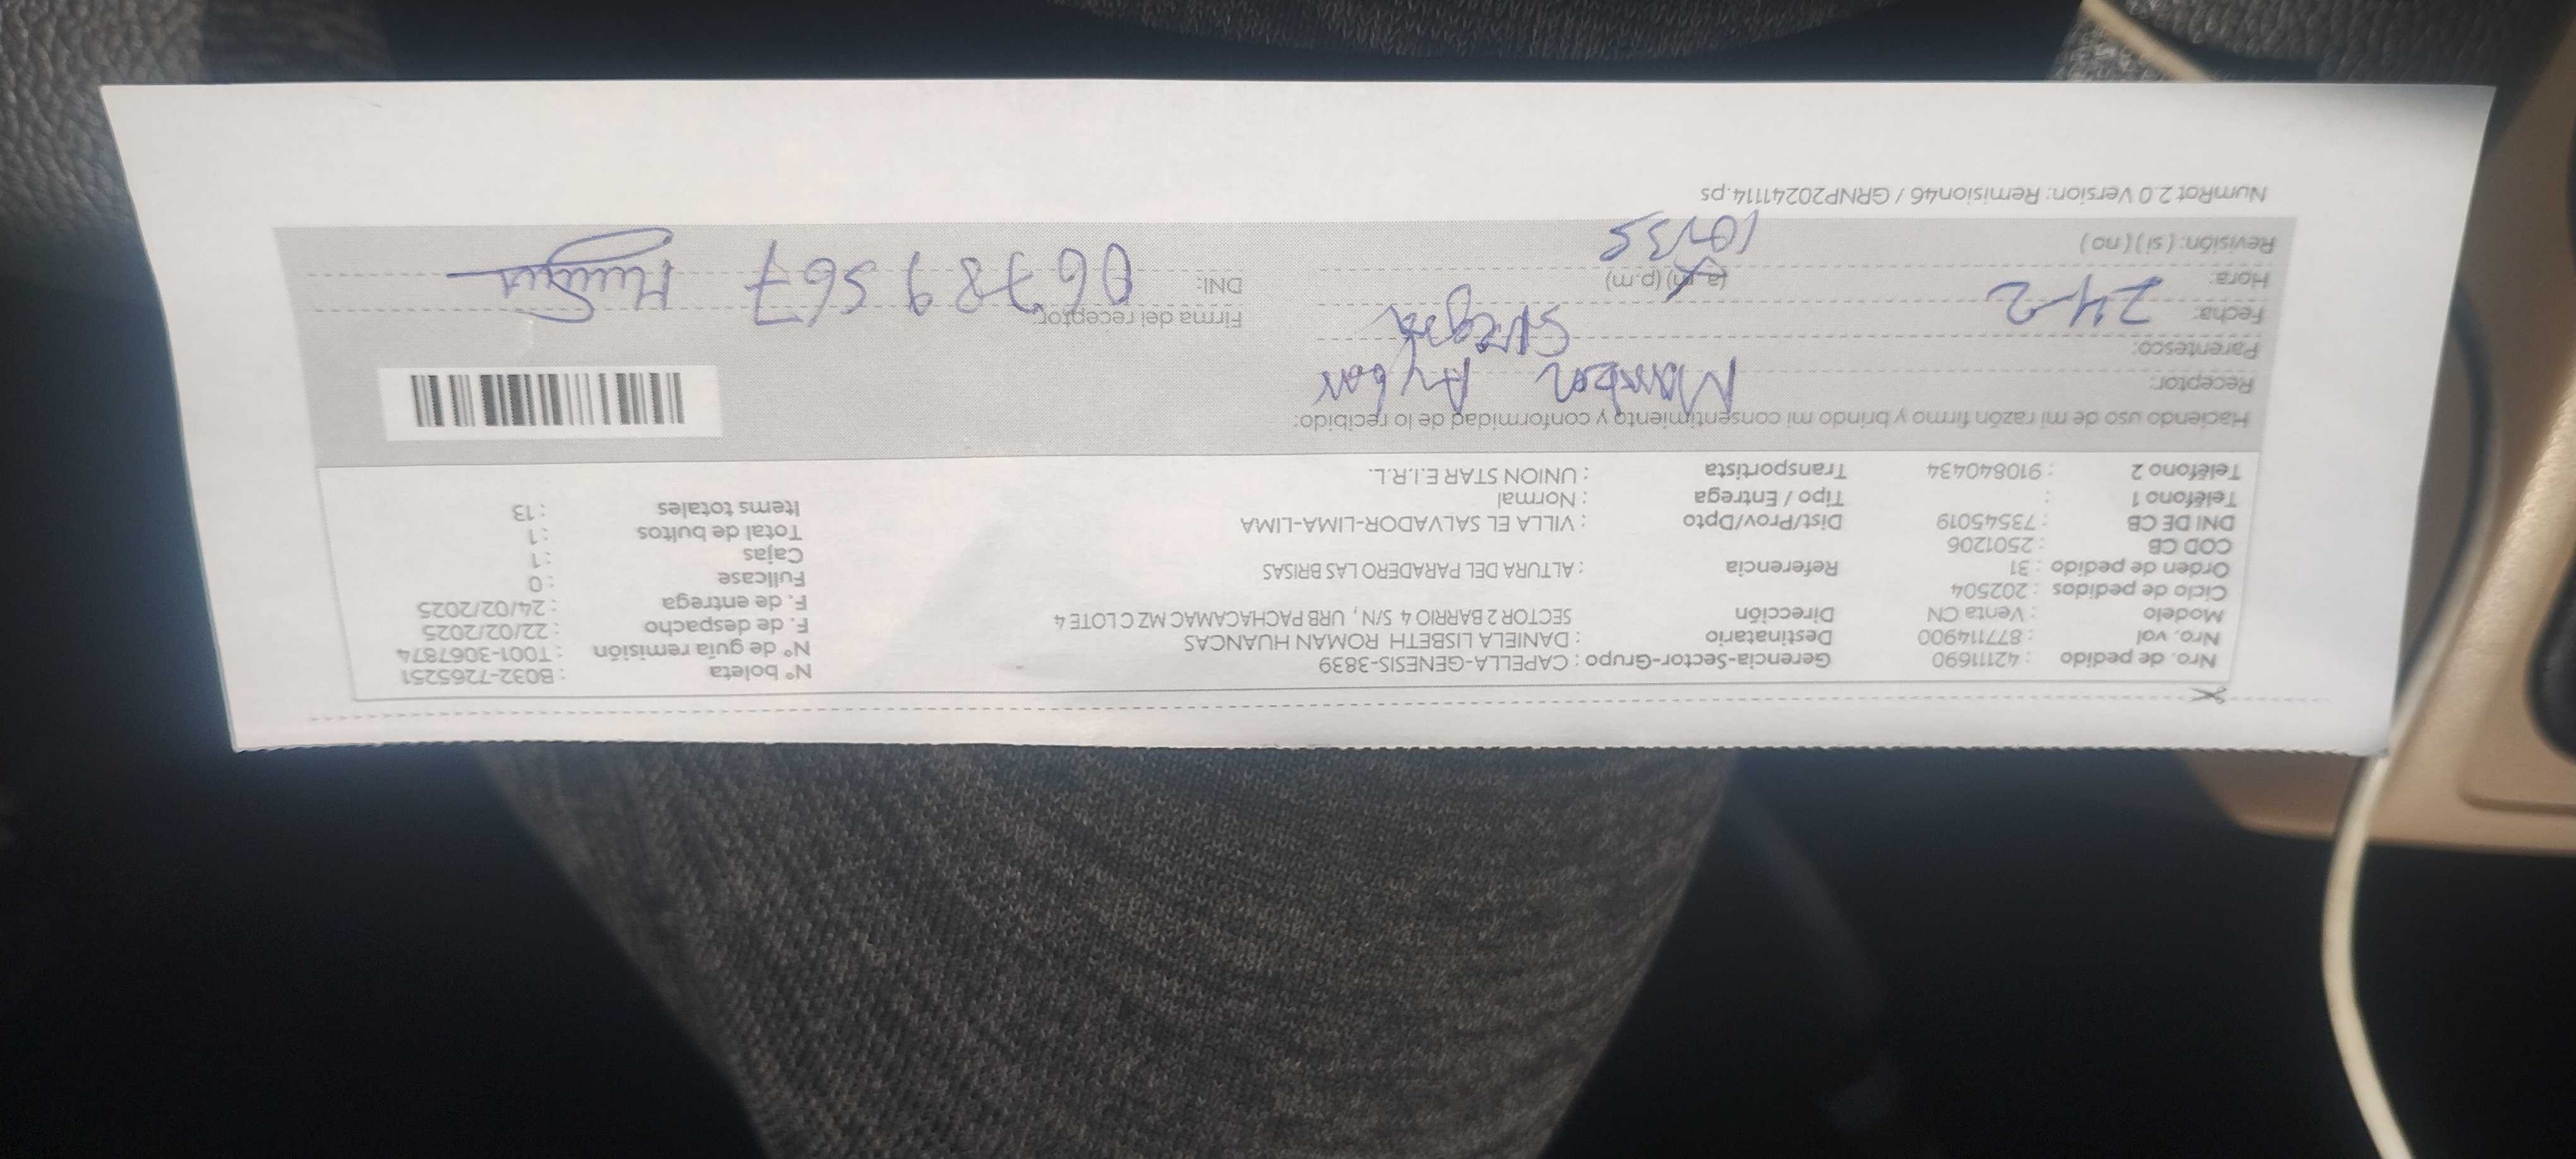 Nro. de pedido : 42111690 Gerencia-Sector-Grupo : CAPELLA-GENESIS-3839 N° boleta : B032-7265251
Nro. vol : 877114900 Destinatario : DANIELA LISBETH ROMAN HUANCAS N° de guía remisión : T001-3067874
Modelo : Venta CN Dirección SECTOR 2 BARRIO 4 S/N, URB PACHACAMAC MZ C LOTE 4 F. de despacho : 22/02/2025
Ciclo de pedidos : 202504 F. de entrega : 24/02/2025
Orden de pedido : 31 Referencia : ALTURA DEL PARADERO LAS BRISAS Fullcase : 0
COD CB : 2501206 Cajas : 1
DNI DE CB : 73545019 Dist/Prov/Dpto : VILLA EL SALVADOR-LIMA-LIMA Total de bultos : 1
Teléfono 1 : Tipo / Entrega : Normal Items totales : 13
Teléfono 2 : 910840434 Transportista : UNION STAR E.I.R.L.
Haciendo uso de mi razón firmo y brindo mi consentimiento y conformidad de lo recibido:
Receptor:
Parentesco:
Fecha: 24-2 Firma del receptor
Hora: (a.m) (p.m) DNI: 06789567
Revisión: ( si ) ( no ) 10:35
NumRot 2.0 Version: Remision46 / GRNP20241114.ps